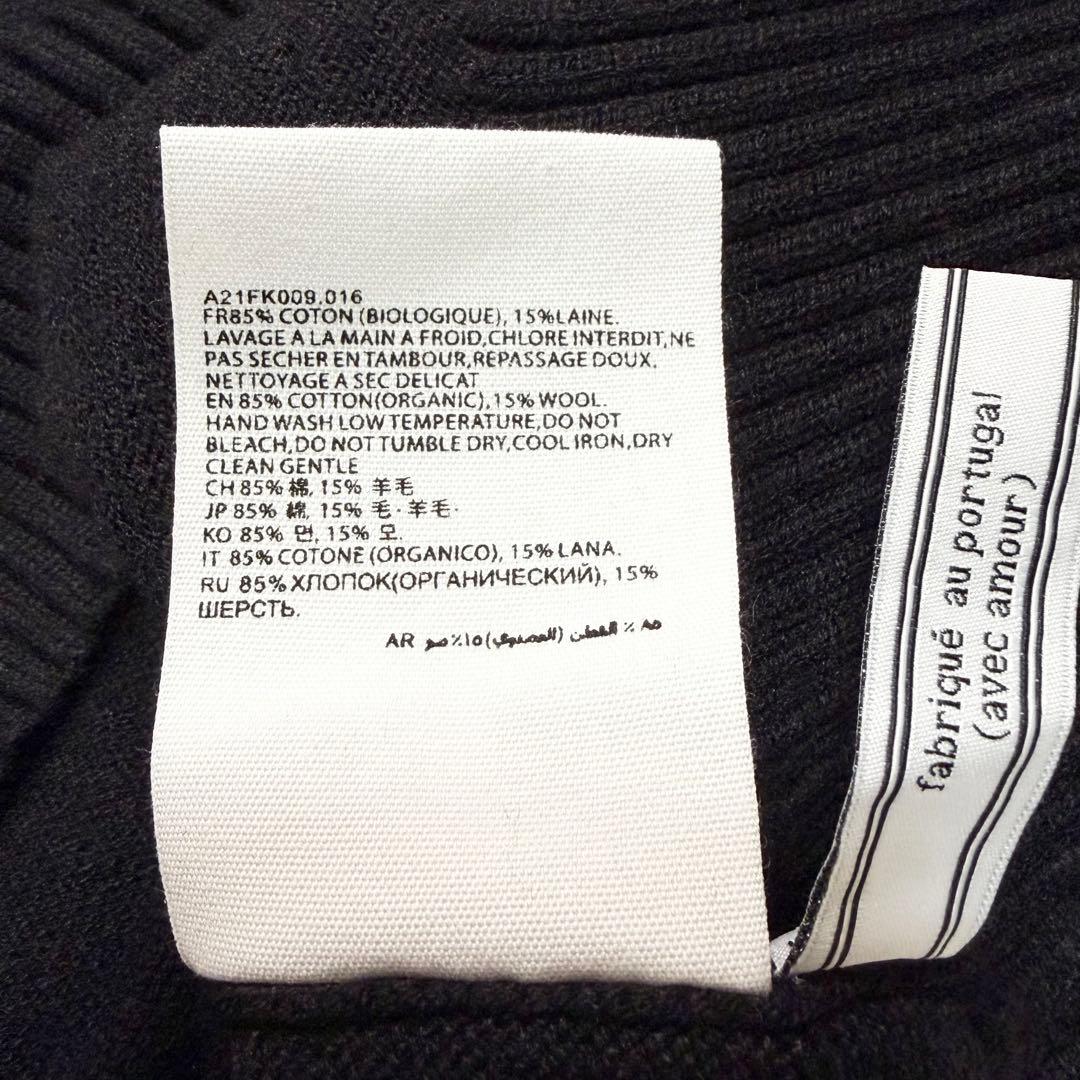 A21FK009.016
FR85% COTON (BIOLOGIQUE), 15%LAINE.
LAVAGE A LA MAIN A FROID,CHLORE INTERDIT,NE
PAS SECHER EN TAMBOUR,REPASSAGE DOUX.
NETTOYAGE A SEC DELICAT
EN 85% COTTON(ORGANIC),15% WOOL.
HAND WASH LOW TEMPERATURE,DO NOT
BLEACH,DO NOT TUMBLE DRY,COOL IRON,DRY
CLEAN GENTLE
CH 85% 棉, 15% 羊毛
JP 85% 綿, 15% 毛·羊毛·
KO 85% 면, 15% 모.
IT 85% COTONE (ORGANICO), 15% LANA.
RU 85% ХЛОПОК(ОРГАНИЧЕСКИЙ), 15%
ШЕРСТЬ.
AR ٨٥ ٪ القطن ١٥٪
fabriqué au portugal
(avec amour)